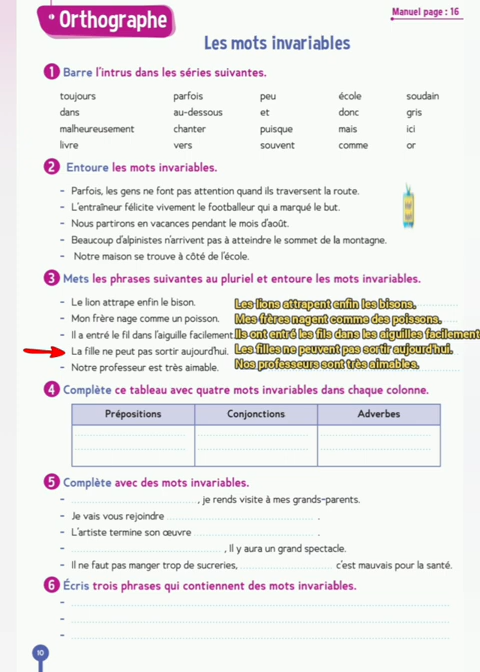 Orthographe
Manuel page : 16
Les mots invariables
1 Barre l'intrus dans les séries suivantes.
toujours parfois peu école soudain
dans au-dessous et donc gris
malheureusement chanter puisque mais ici
livre vers souvent comme or
2 Entoure les mots invariables.
- Parfois, les gens ne font pas attention quand ils traversent la route.
- L'entraîneur félicite vivement le footballeur qui a marqué le but.
- Nous partirons en vacances pendant le mois d'août.
- Beaucoup d'alpinistes n'arrivent pas à atteindre le sommet de la montagne.
- Notre maison se trouve à côté de l'école.
3 Mets les phrases suivantes au pluriel et entoure les mots invariables.
- Le lion attrape enfin le bison. Les lions attrapent enfin les bisons.
- Mon frère nage comme un poisson. Mes frères nagent comme des poissons.
- Il a entré le fil dans l'aiguille facilement. Ils ont entré les fils dans les aiguilles facilement
- La fille ne peut pas sortir aujourd'hui. Les filles ne peuvent pas sortir aujourd'hui.
- Notre professeur est très aimable. Nos professeurs sont très aimables.
4 Complète ce tableau avec quatre mots invariables dans chaque colonne.
Prépositions Conjonctions Adverbes
5 Complète avec des mots invariables.
- , je rends visite à mes grands-parents.
- Je vais vous rejoindre .
- L'artiste termine son œuvre .
- , Il y aura un grand spectacle.
- Il ne faut pas manger trop de sucreries, c'est mauvais pour la santé.
6 Écris trois phrases qui contiennent des mots invariables.
-
-
-
10